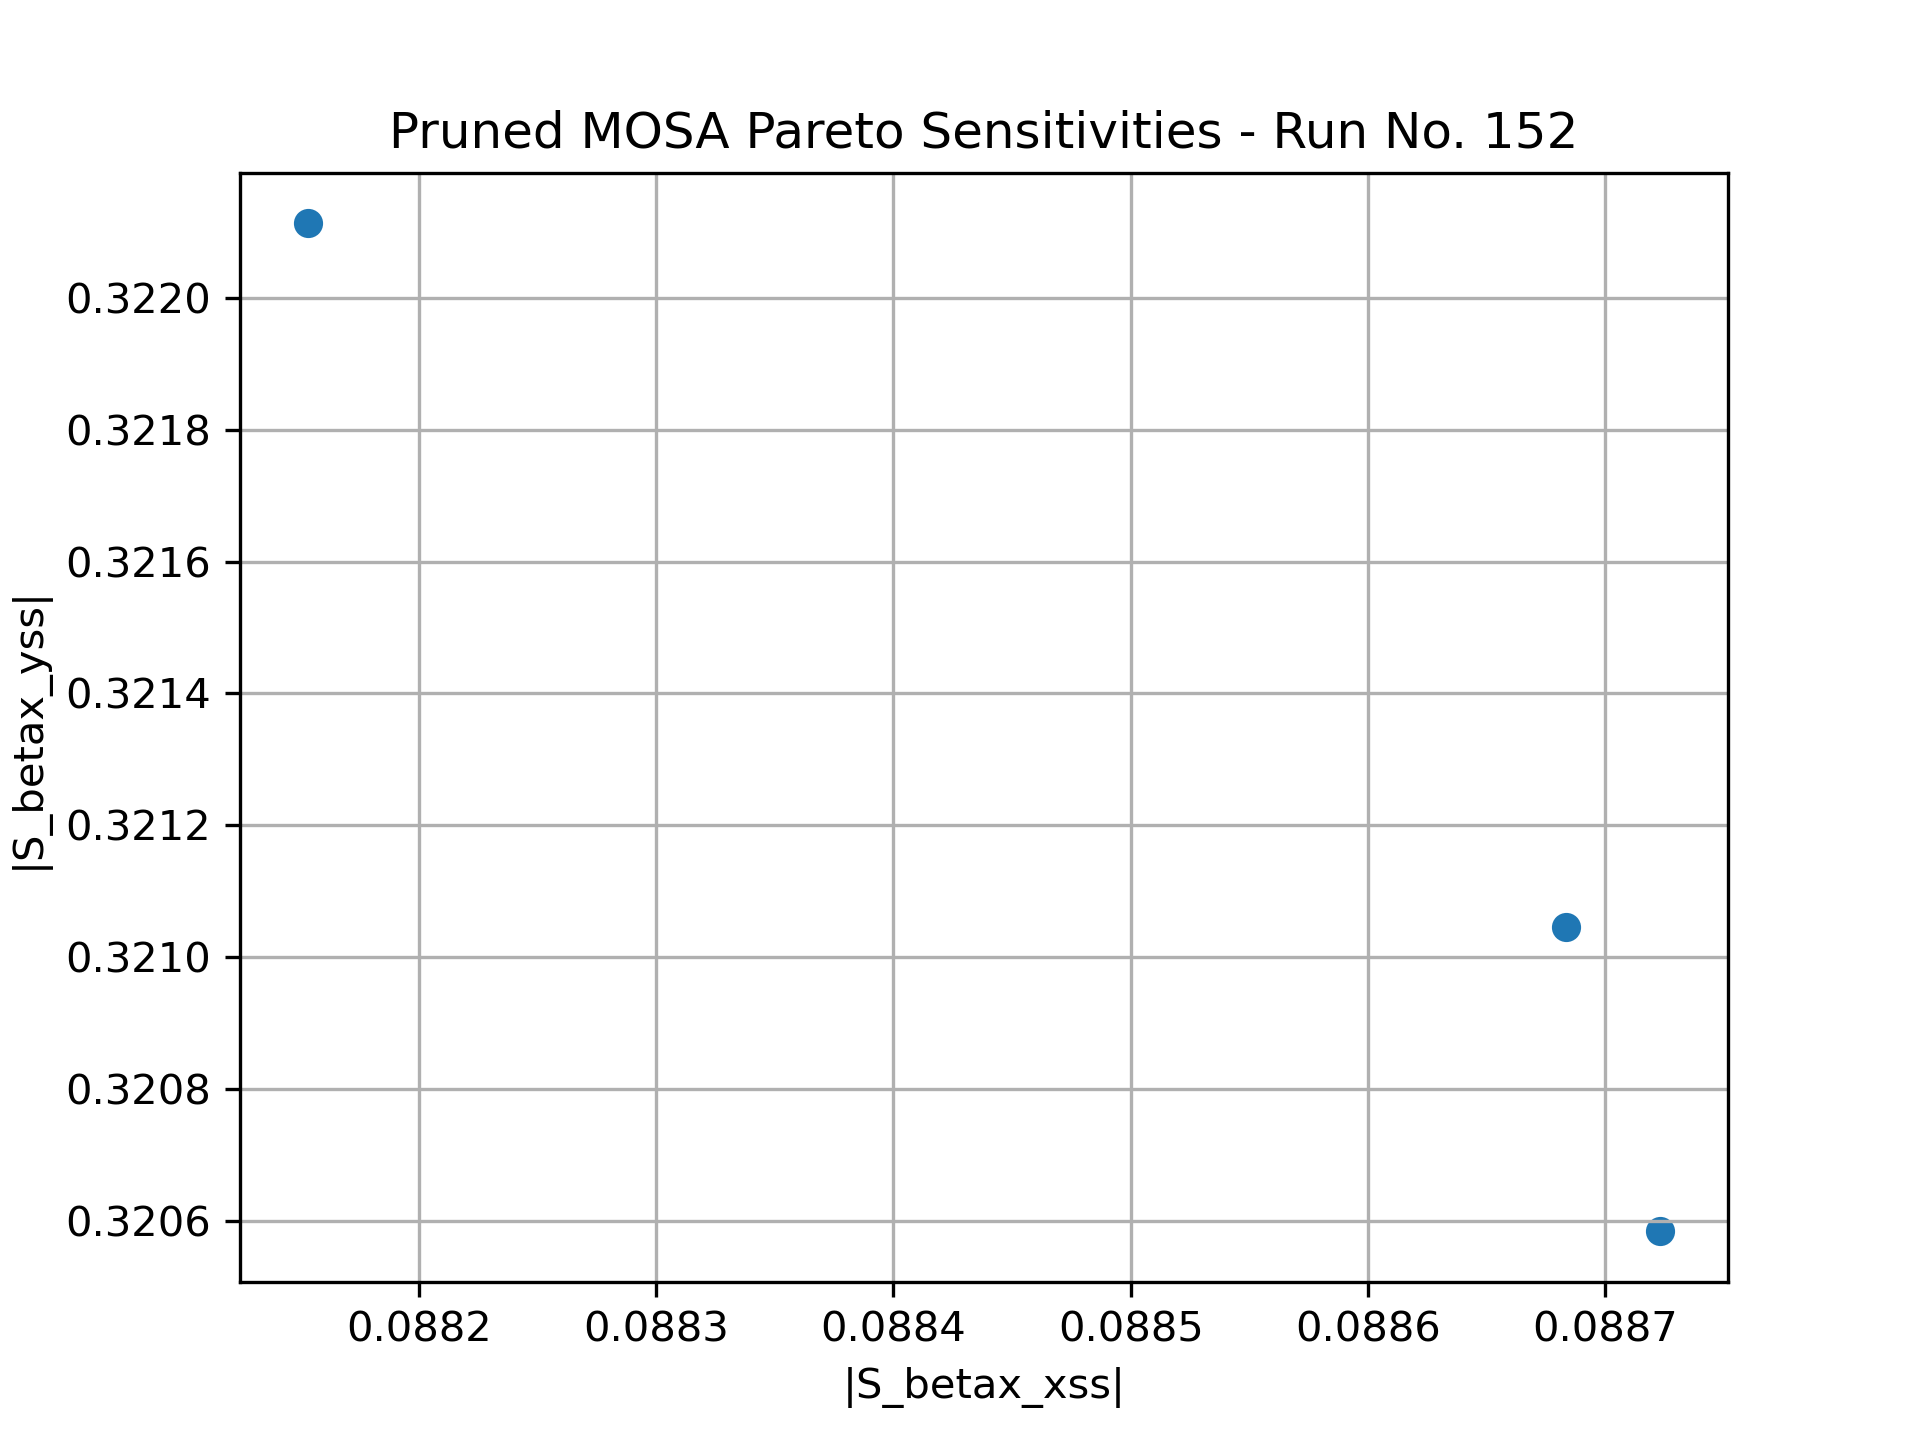 Pruned MOSA Pareto Sensitivities - Run No. 152
|S_betax_yss|
0.3220
0.3218
0.3216
0.3214
0.3212
0.3210
0.3208
0.3206
0.0882 0.0883 0.0884 0.0885 0.0886 0.0887
|S_betax_xss|